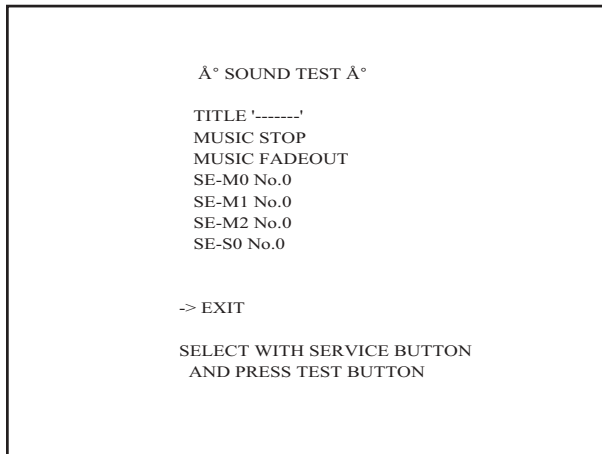 Å° SOUND TEST Å°
TITLE '-------'
MUSIC STOP
MUSIC FADEOUT
SE-M0 No.0
SE-M1 No.0
SE-M2 No.0
SE-S0 No.0
-> EXIT
SELECT WITH SERVICE BUTTON
AND PRESS TEST BUTTON